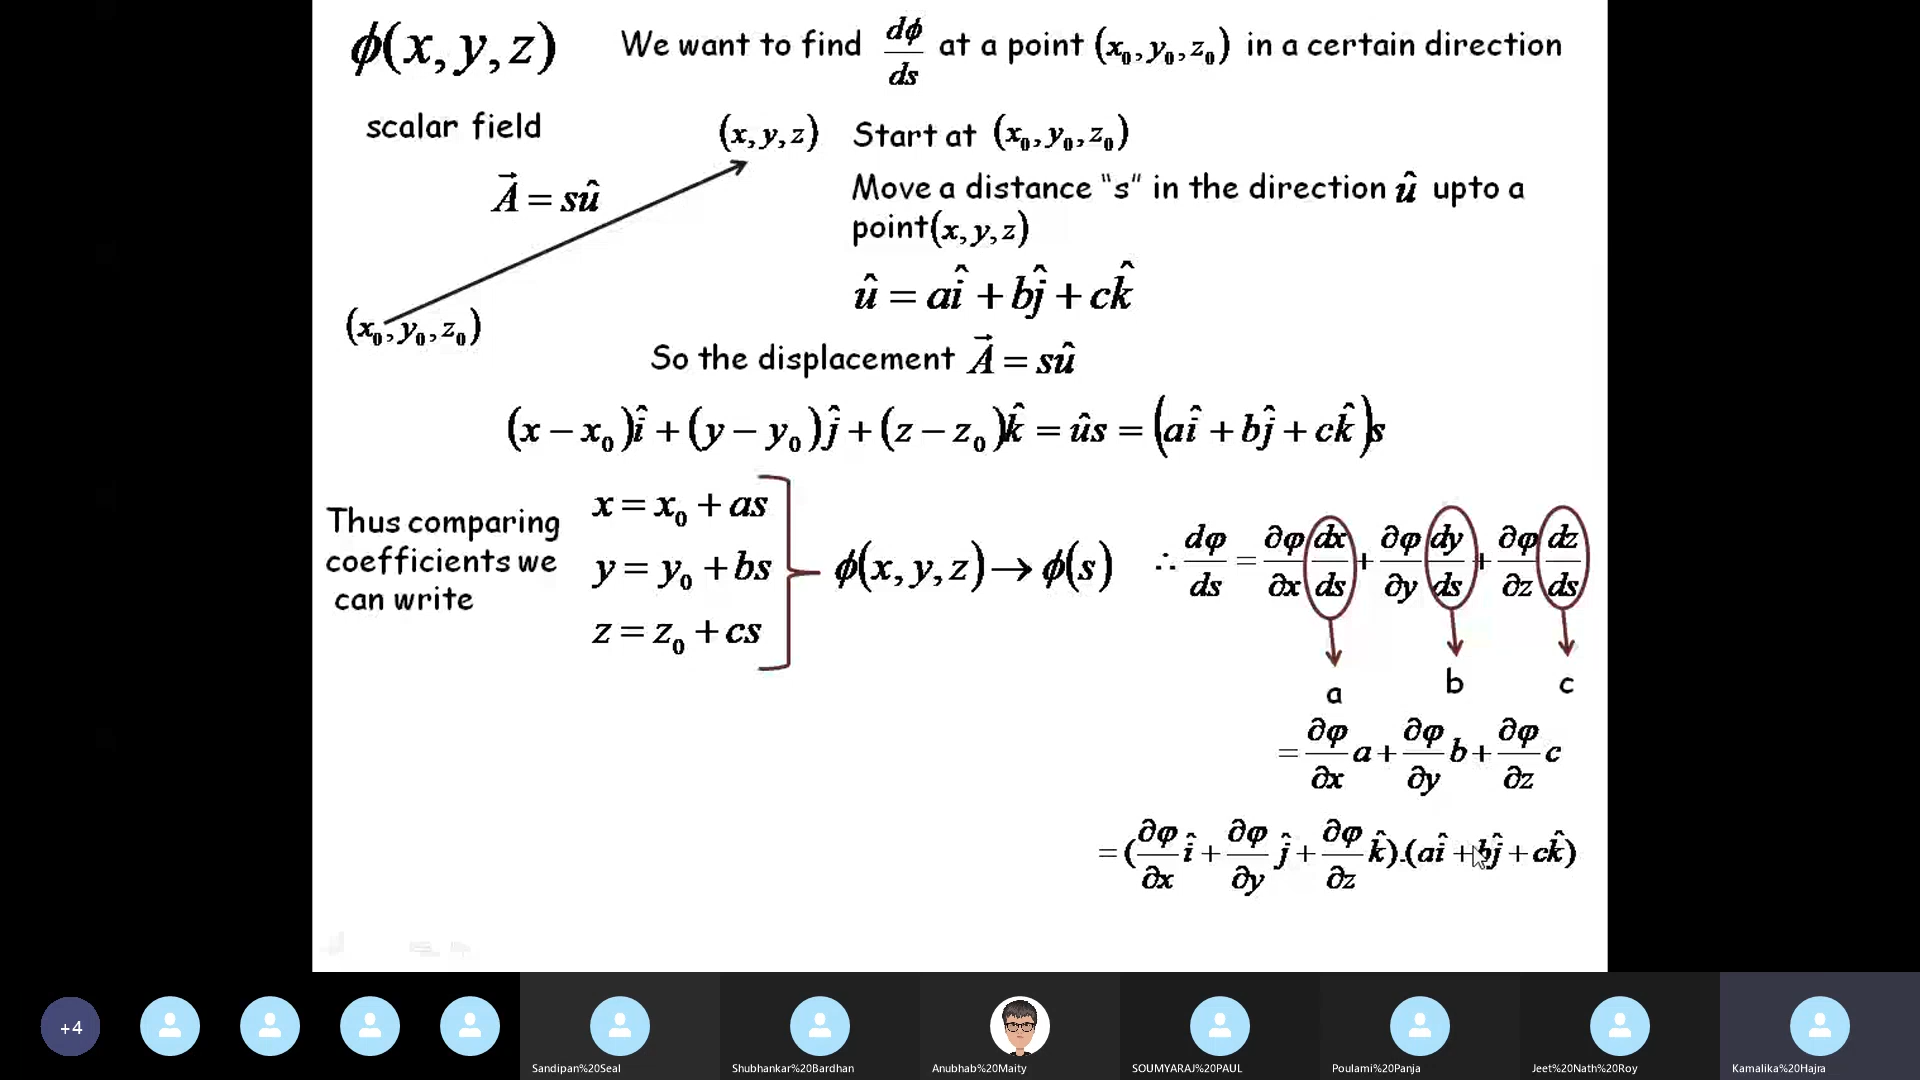 ϕ(x, y, z) We want to find dϕ/ds at a point (x₀, y₀, z₀) in a certain direction
scalar field
(x, y, z) Start at (x₀, y₀, z₀)
A⃗ = sû
Move a distance "s" in the direction û upto a
point(x, y, z)
û = aî + bĵ + ck̂
(x₀, y₀, z₀)
So the displacement A⃗ = sû
(x − x₀)î + (y − y₀)ĵ + (z − z₀)k̂ = ûs = (aî + bĵ + ck̂)s
Thus comparing
coefficients we
can write
x = x₀ + as
y = y₀ + bs
z = z₀ + cs
ϕ(x, y, z) → ϕ(s)
∴ dφ/ds = ∂φ/∂x dx/ds + ∂φ/∂y dy/ds + ∂φ/∂z dz/ds
a b c
= ∂φ/∂x a + ∂φ/∂y b + ∂φ/∂z c
= (∂φ/∂x î + ∂φ/∂y ĵ + ∂φ/∂z k̂).(aî + bĵ + ck̂)
+4
Sandipan%20Seal
Shubhankar%20Bardhan
Anubhab%20Maity
SOUMYARAJ%20PAUL
Poulami%20Panja
Jeet%20Nath%20Roy
Kamalika%20Hajra